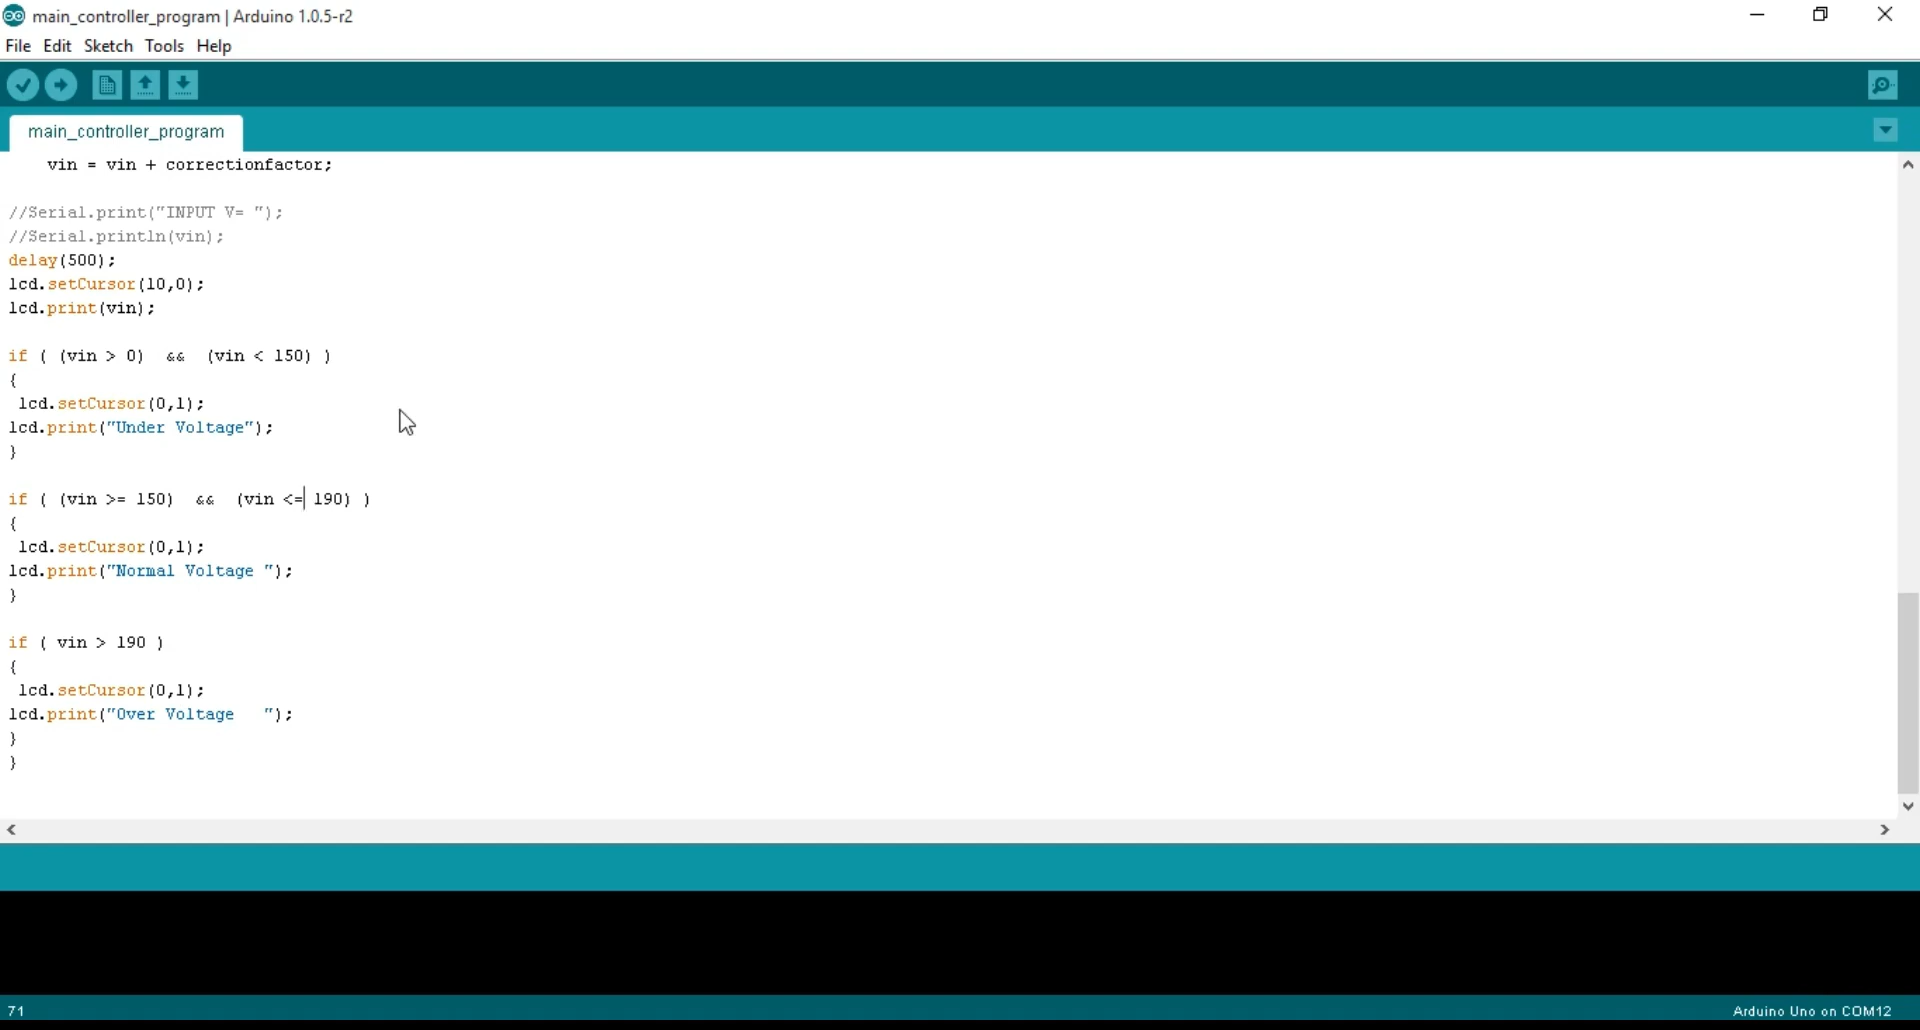 main_controller_program | Arduino 1.0.5-r2
File Edit Sketch Tools Help
main_controller_program
vin = vin + correctionfactor;
//Serial.print("INPUT V= ");
//Serial.println(vin);
delay(500);
lcd.setCursor(10,0);
lcd.print(vin);
if ( (vin > 0)  &&  (vin < 150) )
{
lcd.setCursor(0,1);
lcd.print("Under Voltage");
}
if ( (vin >= 150)  &&  (vin <= 190) )
{
lcd.setCursor(0,1);
lcd.print("Normal Voltage ");
}
if ( vin > 190 )
{
lcd.setCursor(0,1);
lcd.print("Over Voltage   ");
}
}
71
Arduino Uno on COM12